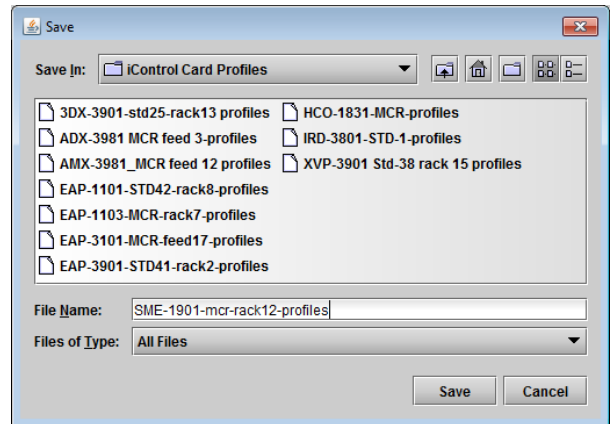 Save
Save In: iControl Card Profiles
3DX-3901-std25-rack13 profiles
ADX-3981 MCR feed 3-profiles
AMX-3981_MCR feed 12 profiles
EAP-1101-STD42-rack8-profiles
EAP-1103-MCR-rack7-profiles
EAP-3101-MCR-feed17-profiles
EAP-3901-STD41-rack2-profiles
HCO-1831-MCR-profiles
IRD-3801-STD-1-profiles
XVP-3901 Std-38 rack 15 profiles
File Name: SME-1901-mcr-rack12-profiles
Files of Type: All Files
Save Cancel